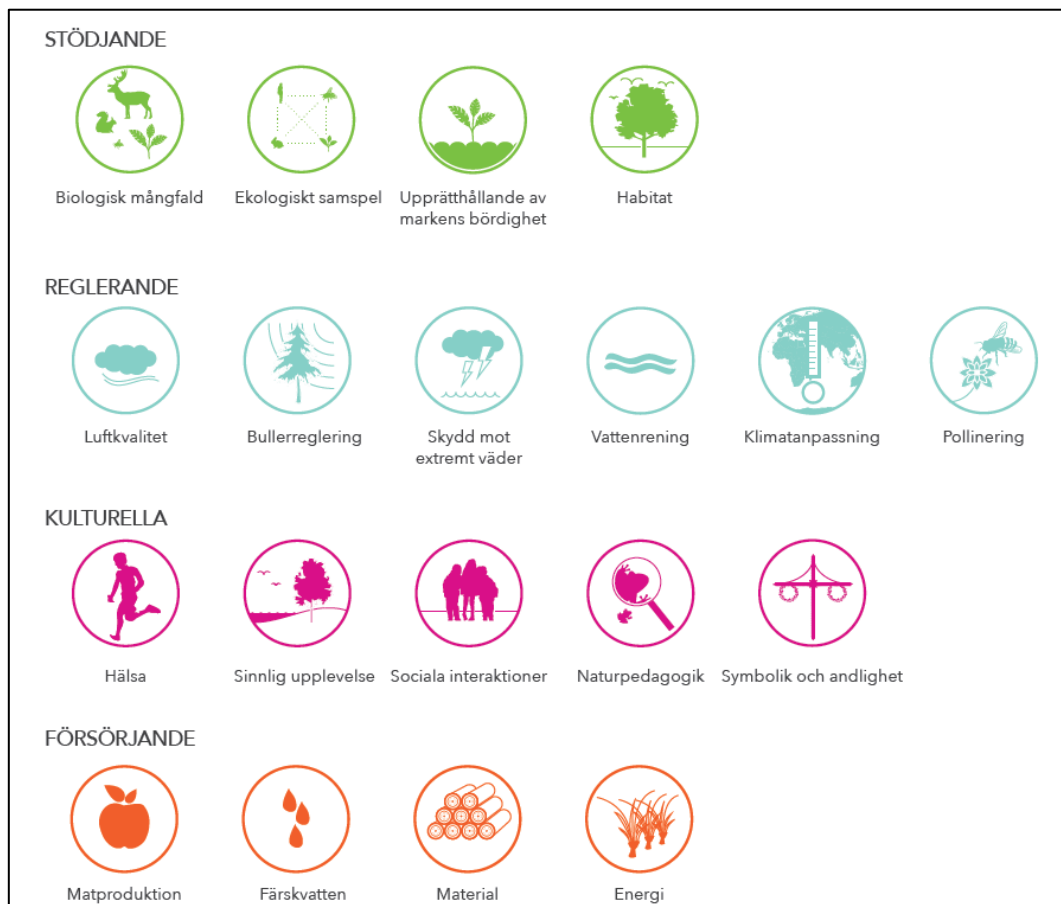 STÖDJANDE
Biologisk mångfald
Ekologiskt samspel
Upprätthållande av
markens bördighet
Habitat
REGLERANDE
Luftkvalitet
Bullerreglering
Skydd mot
extremt väder
Vattenrening
Klimatanpassning
Pollinering
KULTURELLA
Hälsa
Sinnlig upplevelse
Sociala interaktioner
Naturpedagogik
Symbolik och andlighet
FÖRSÖRJANDE
Matproduktion
Färskvatten
Material
Energi